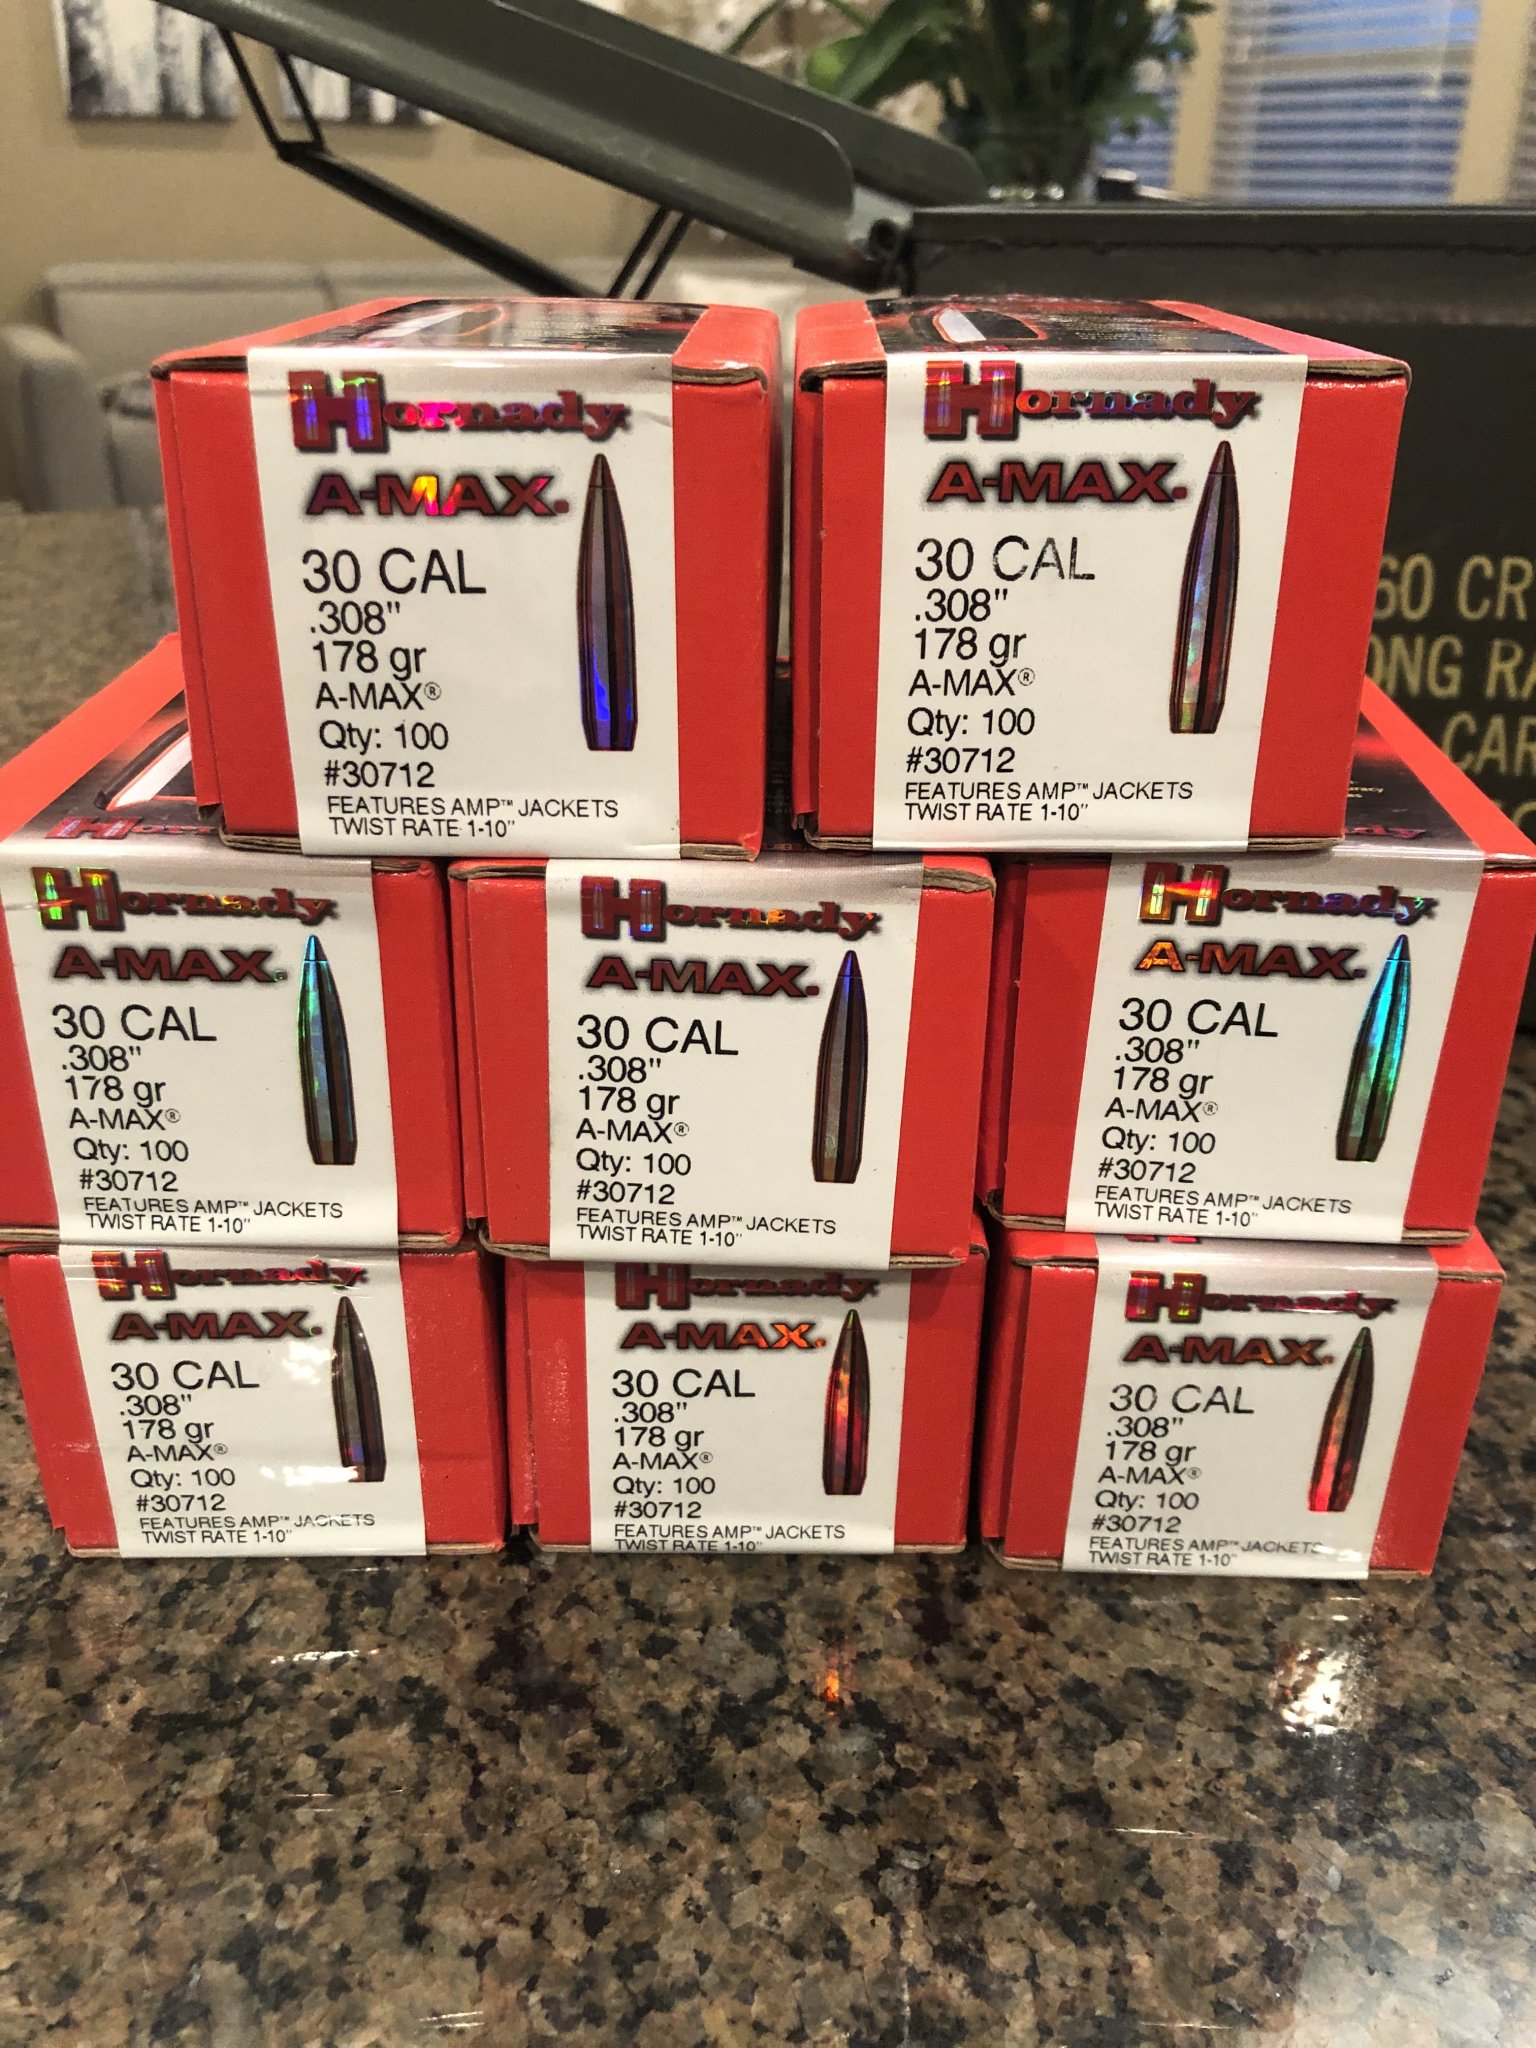 Hornady
A-MAX.
30 CAL
.308"
178 gr
A-MAX®
Qty: 100
#30712
FEATURES AMP™ JACKETS
TWIST RATE 1-10"
Hornady
A-MAX.
30 CAL
.308"
178 gr
A-MAX®
Qty: 100
#30712
FEATURES AMP™ JACKETS
TWIST RATE 1-10"
60 CR
ONG RA
CAR
Hornady
A-MAX.
30 CAL
.308"
178 gr
A-MAX®
Qty: 100
#30712
FEATURES AMP™ JACKETS
TWIST RATE 1-10"
Hornady
A-MAX.
30 CAL
.308"
178 gr
A-MAX®
Qty: 100
#30712
FEATURES AMP™ JACKETS
TWIST RATE 1-10"
Hornady
A-MAX.
30 CAL
.308"
178 gr
A-MAX®
Qty: 100
#30712
FEATURES AMP™ JACKETS
TWIST RATE 1-10"
Hornady
A-MAX.
30 CAL
.308"
178 gr
A-MAX®
Qty: 100
#30712
FEATURES AMP™ JACKETS
TWIST RATE 1-10"
Hornady
A-MAX.
30 CAL
.308"
178 gr
A-MAX®
Qty: 100
#30712
FEATURES AMP™ JACKETS
TWIST RATE 1-10"
Hornady
A-MAX.
30 CAL
.308"
178 gr
A-MAX®
Qty: 100
#30712
FEATURES AMP™ JACKETS
TWIST RATE 1-10"